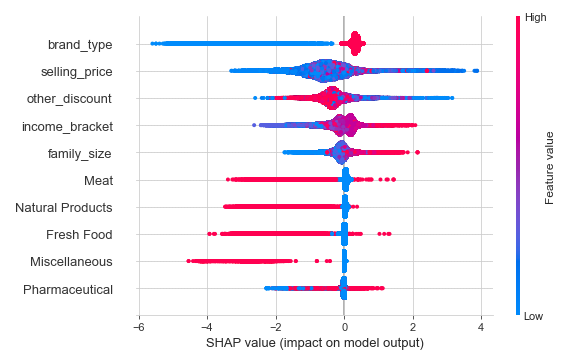 High
brand_type
selling_price
other_discount
income_bracket
family_size
Meat
Natural Products
Fresh Food
Miscellaneous
Pharmaceutical
Feature value
Low
−6 −4 −2 0 2 4
SHAP value (impact on model output)